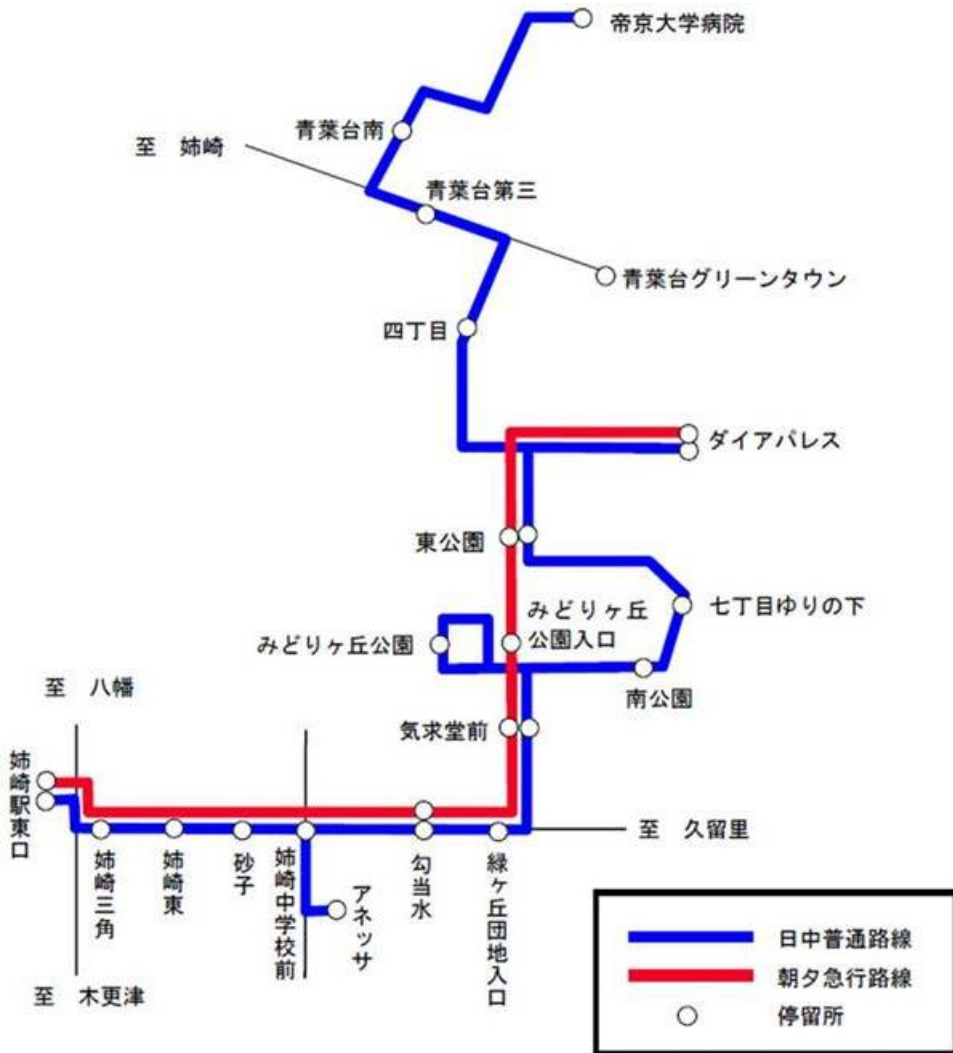 帝京大学病院
青葉台南
至 姉崎
青葉台第三
青葉台グリーンタウン
四丁目
ダイアパレス
東公園
みどりヶ丘
公園入口
七丁目ゆりの下
みどりヶ丘公園
南公園
至 八幡
気求堂前
姉崎駅東口
至 久留里
姉崎三角
姉崎東
砂子
姉崎中学校前
アネッサ
勾当水
緑ヶ丘団地入口
至 木更津
日中普通路線
朝夕急行路線
停留所